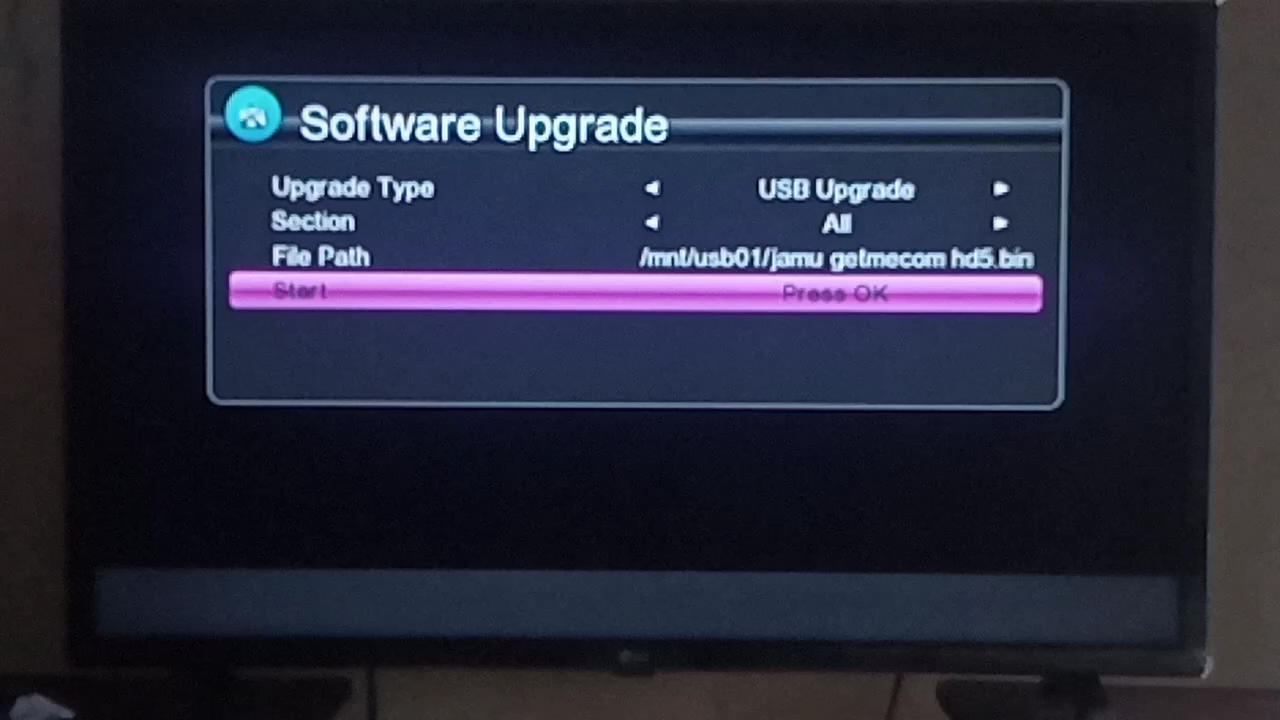 Software Upgrade
Upgrade Type USB Upgrade
Section All
File Path /mnt/usb01/jamu getmecom hd5.bin
Start Press OK